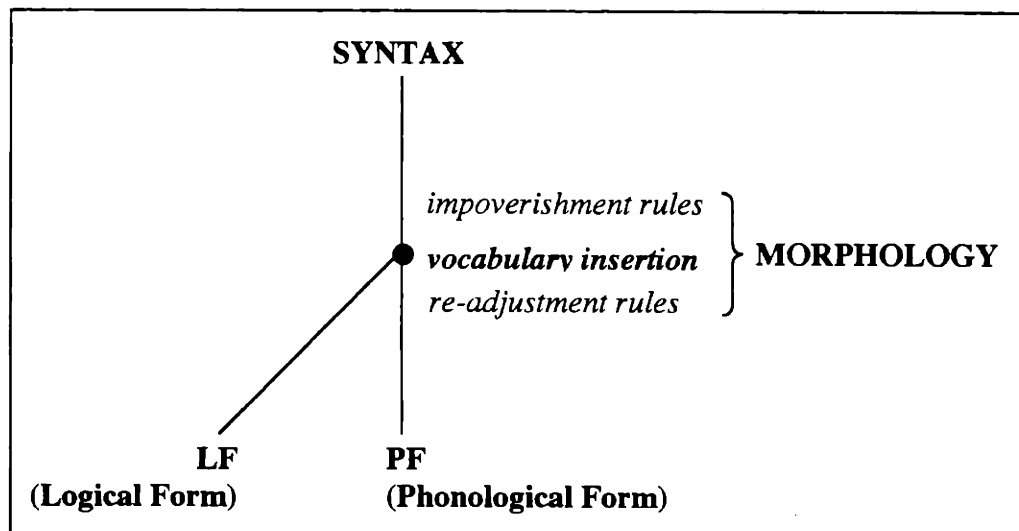 SYNTAX
impoverishment rules
vocabulary insertion
MORPHOLOGY
re-adjustment rules
LF
PF
(Logical Form)
(Phonological Form)